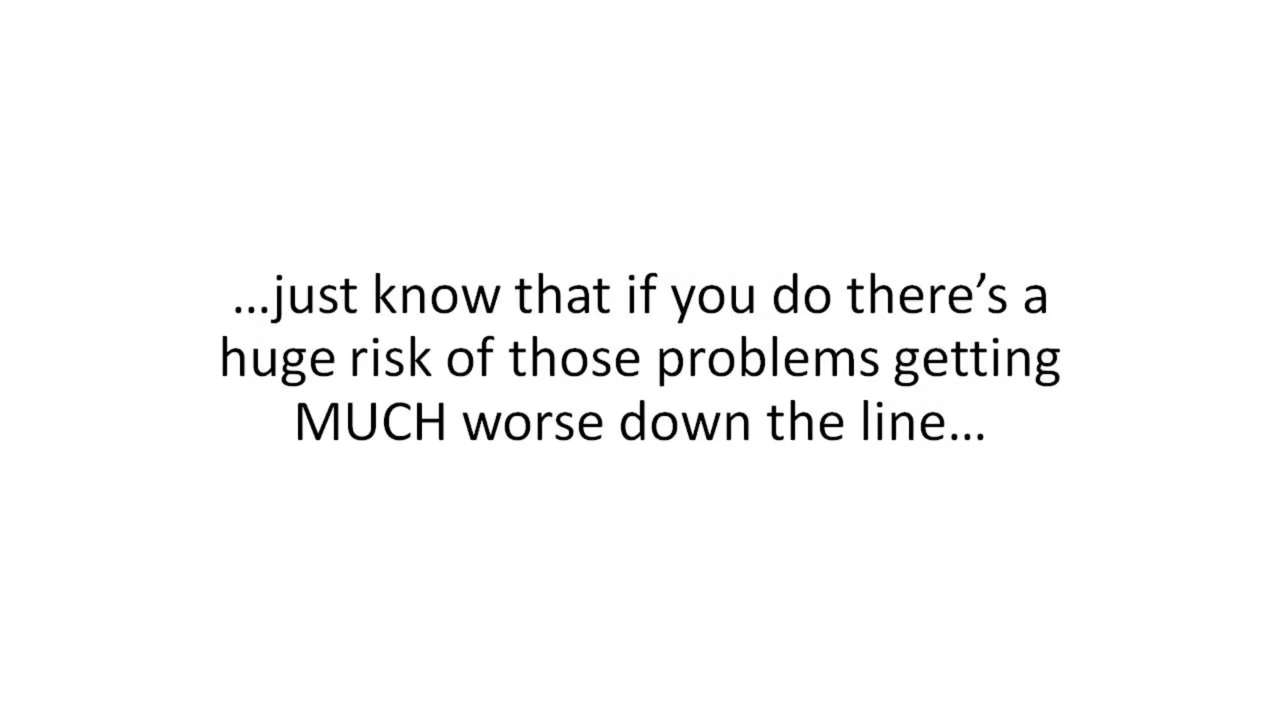 …just know that if you do there’s a
huge risk of those problems getting
MUCH worse down the line…